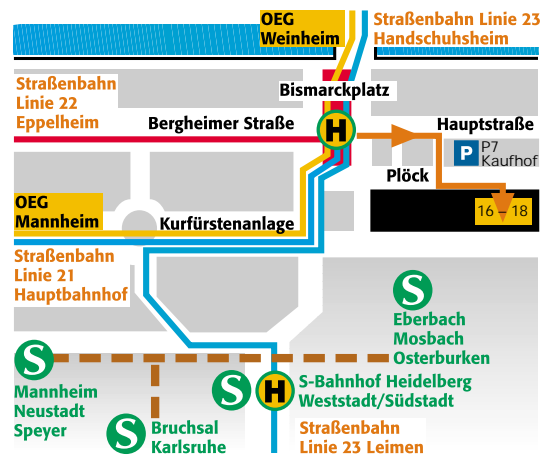 OEG
Weinheim
Straßenbahn Linie 23
Handschuhsheim
Straßenbahn
Linie 22
Eppelheim
Bismarckplatz
Bergheimer Straße
H
Hauptstraße
P
P7
Kaufhof
Plöck
OEG
Mannheim
Kurfürstenanlage
16 – 18
Straßenbahn
Linie 21
Hauptbahnhof
S
Eberbach
Mosbach
Osterburken
S
Mannheim
Neustadt
Speyer
S
Bruchsal
Karlsruhe
S
H
S-Bahnhof Heidelberg
Weststadt/Südstadt
Straßenbahn
Linie 23 Leimen